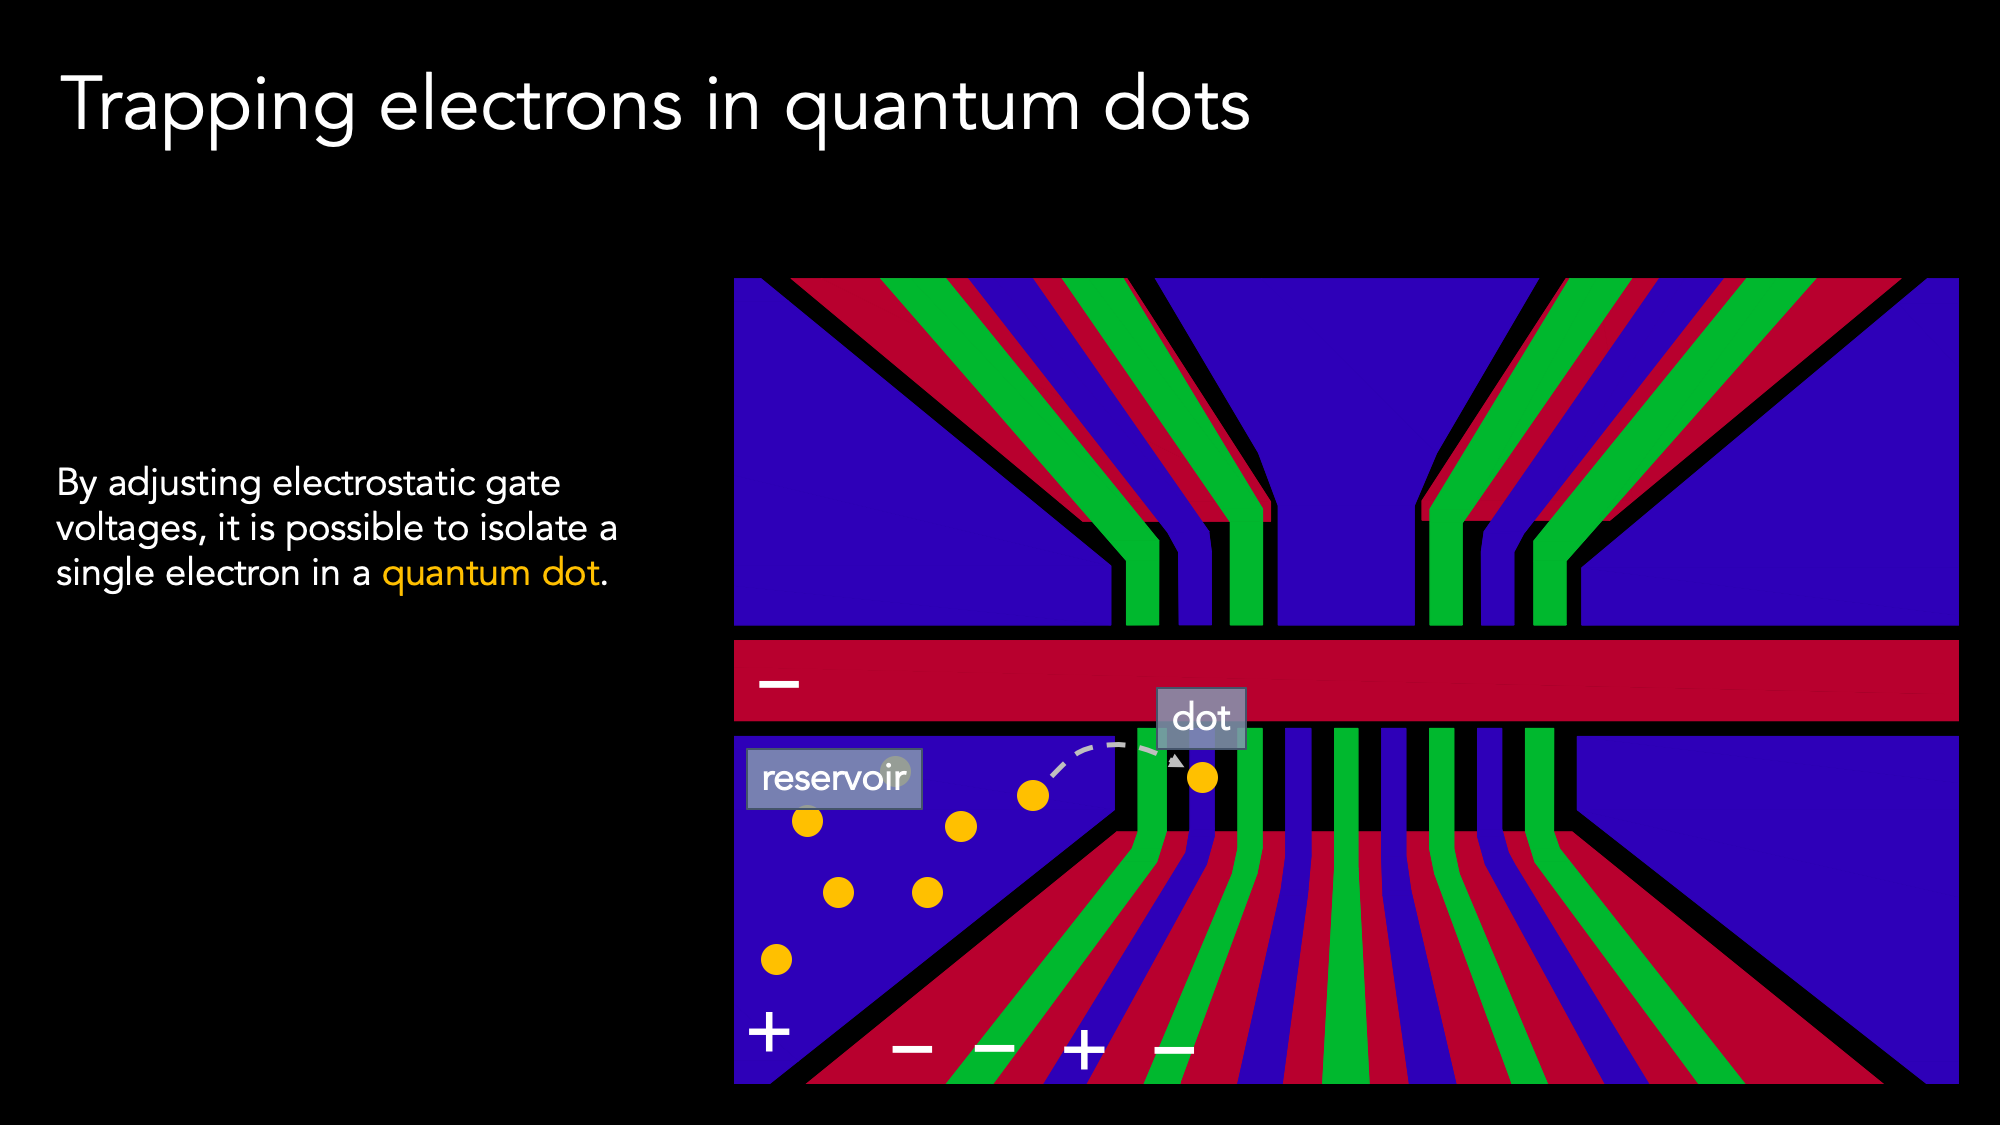 Trapping electrons in quantum dots
By adjusting electrostatic gate
voltages, it is possible to isolate a
single electron in a quantum dot.
–
dot
reservoir
+
– – + –